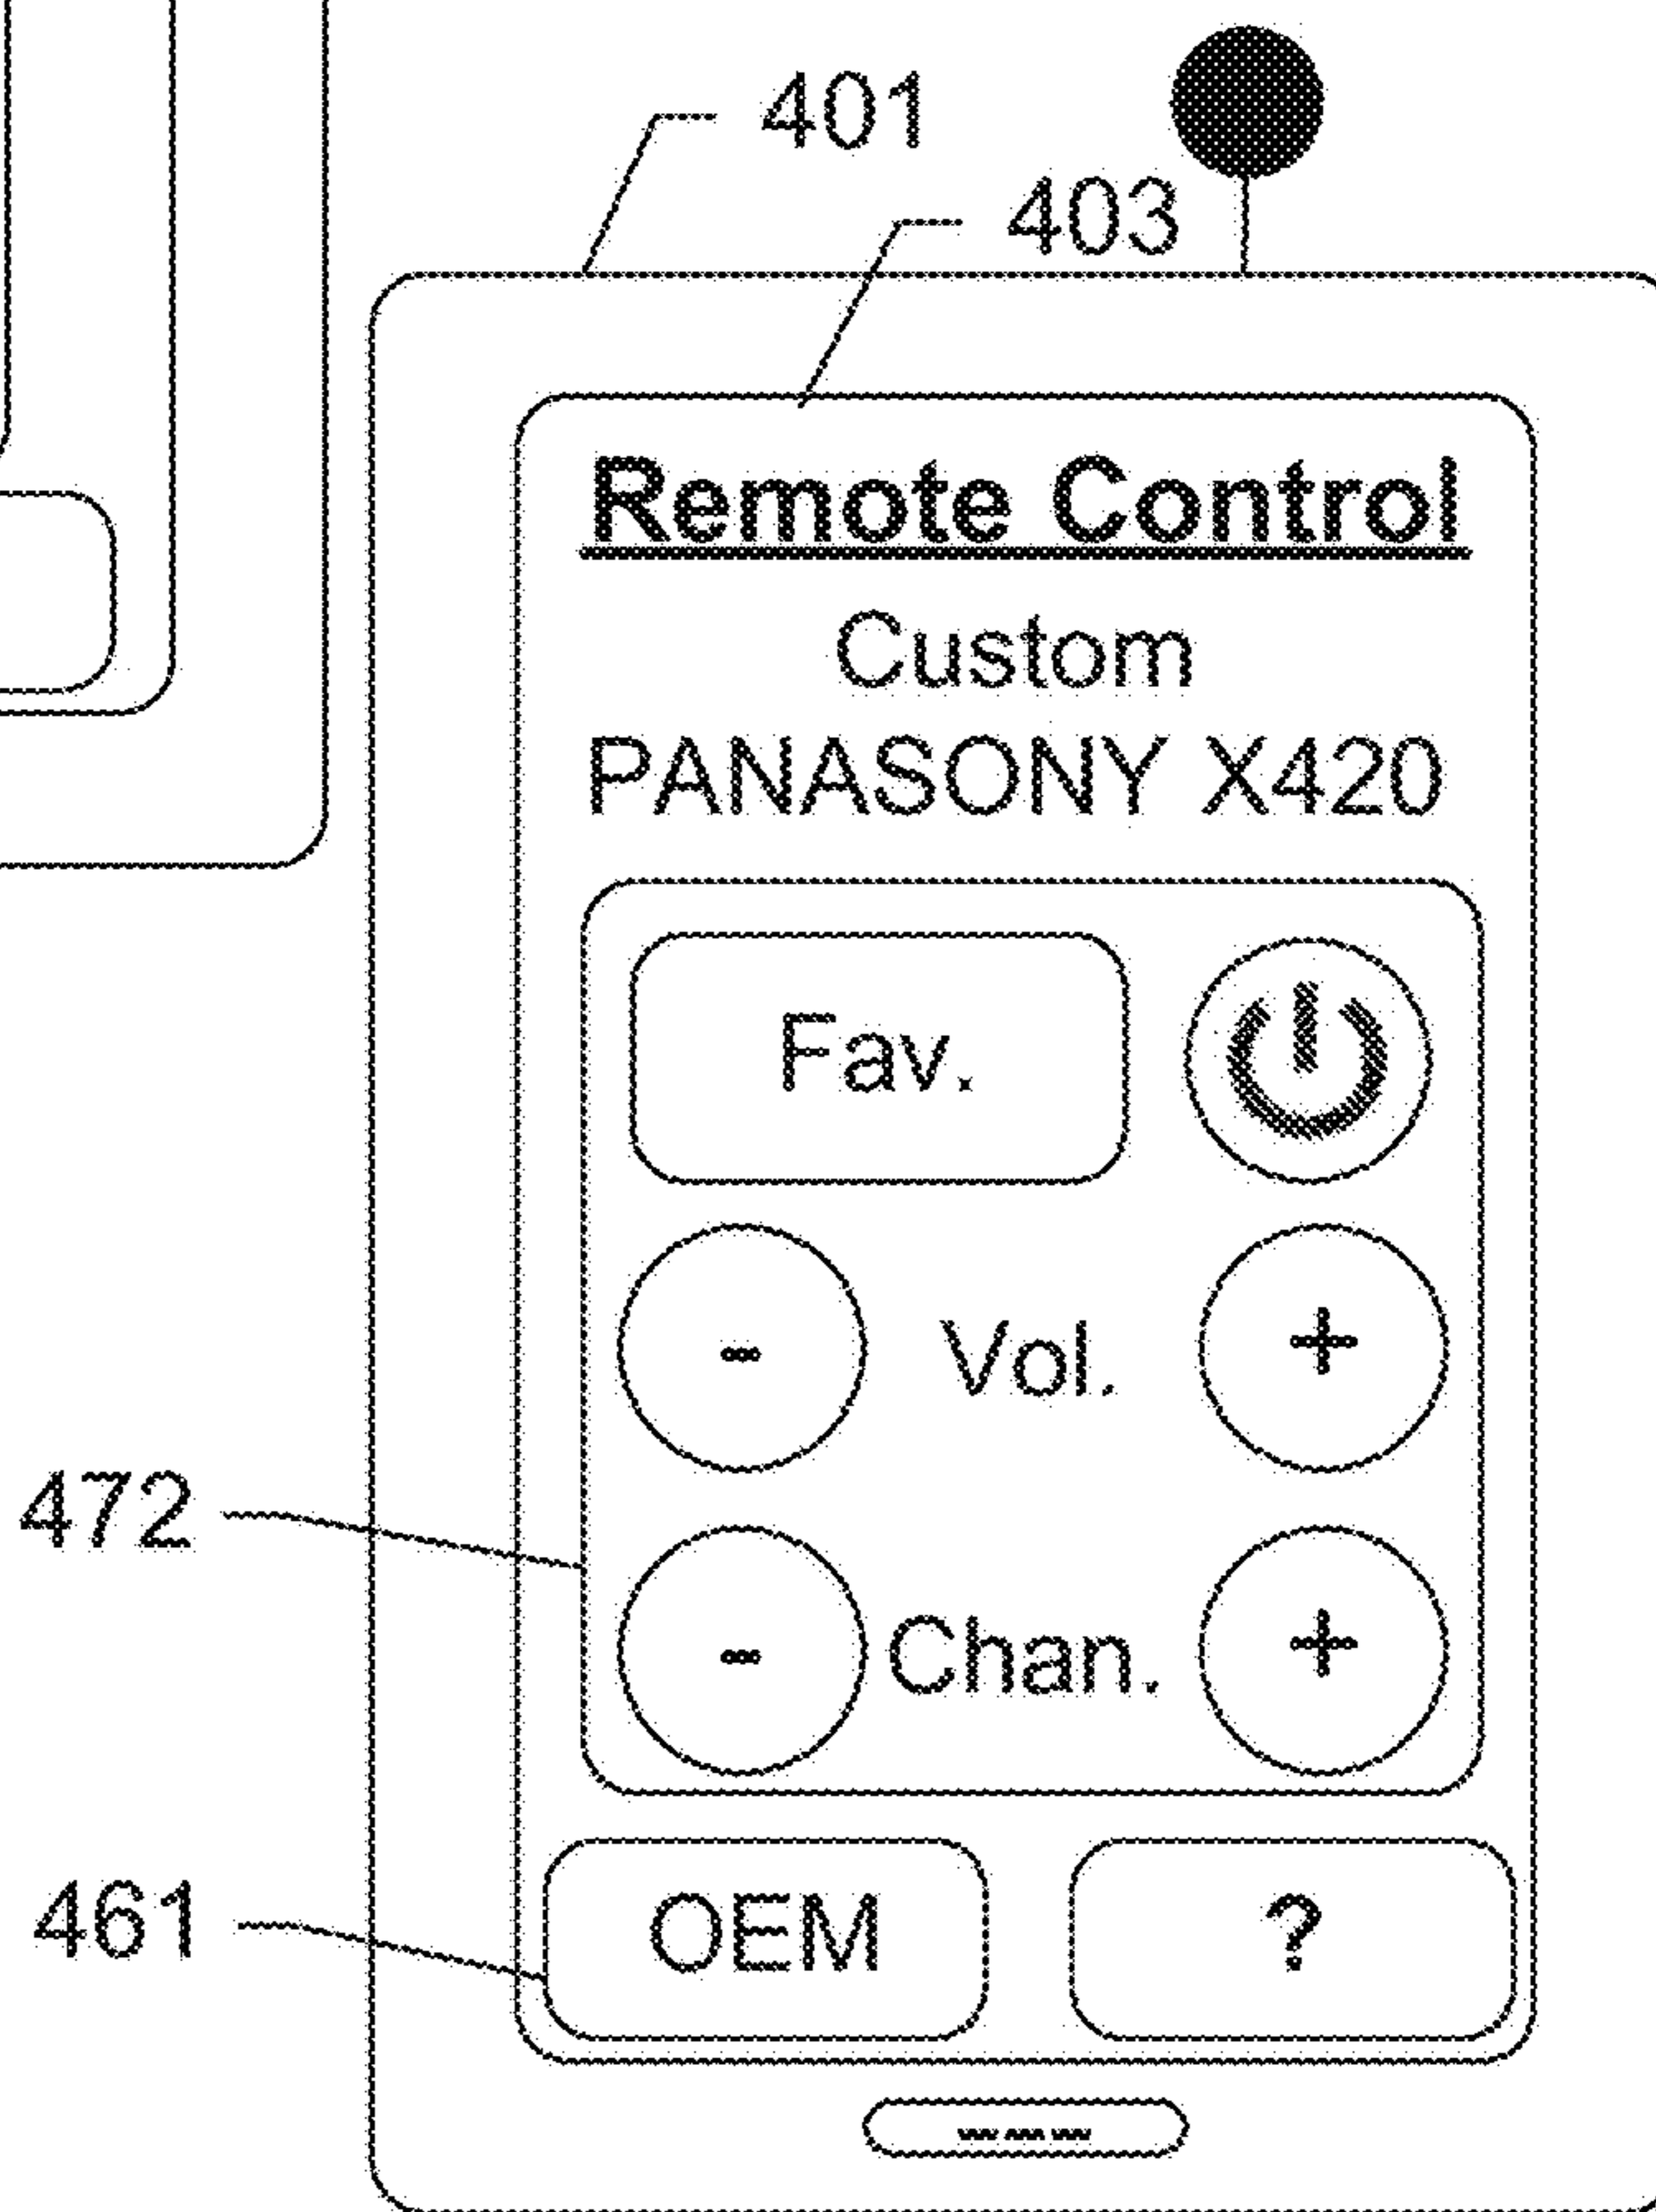 401
403
Remote Control
Custom
PANASONY X420
Fav.
- Vol. +
472
- Chan. +
461
OEM ?